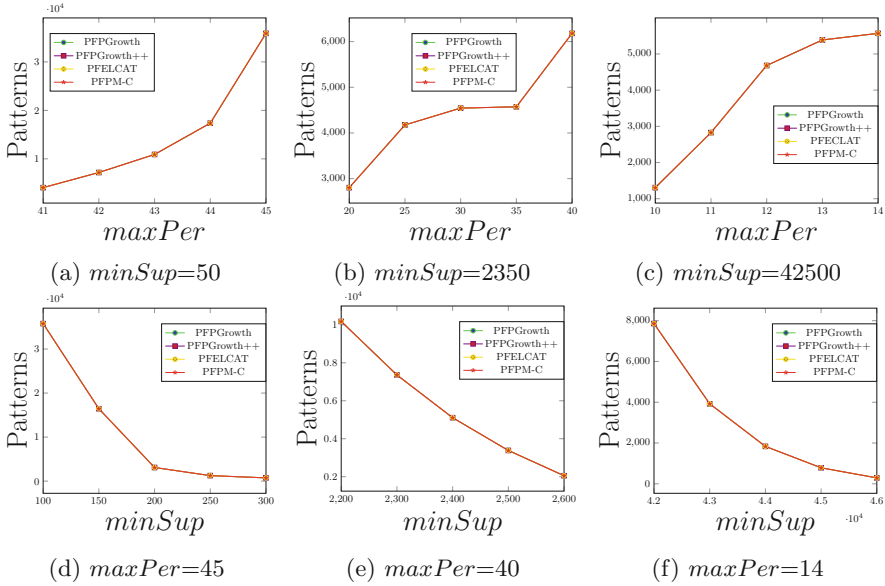 ·10⁴
PFPGrowth
PFPGrowth++
PFELCAT
PFPM-C
3
2
1
Patterns
41 42 43 44 45
maxPer
(a) minSup=50
PFPGrowth
PFPGrowth++
PFELCAT
PFPM-C
6,000
5,000
4,000
3,000
Patterns
20 25 30 35 40
maxPer
(b) minSup=2350
PFPGrowth
PFPGrowth++
PFECLAT
PFPM-C
5,000
4,000
3,000
2,000
1,000
Patterns
10 11 12 13 14
maxPer
(c) minSup=42500
·10⁴
PFPGrowth
PFPGrowth++
PFELCAT
PFPM-C
3
2
1
0
Patterns
100 150 200 250 300
minSup
(d) maxPer=45
·10⁴
PFPGrowth
PFPGrowth++
PFELCAT
PFPM-C
1
0.8
0.6
0.4
0.2
Patterns
2,200 2,300 2,400 2,500 2,600
minSup
(e) maxPer=40
PFPGrowth
PFPGrowth++
PFELCAT
PFPM-C
8,000
6,000
4,000
2,000
0
Patterns
4.2 4.3 4.4 4.5 4.6
·10⁴
minSup
(f) maxPer=14